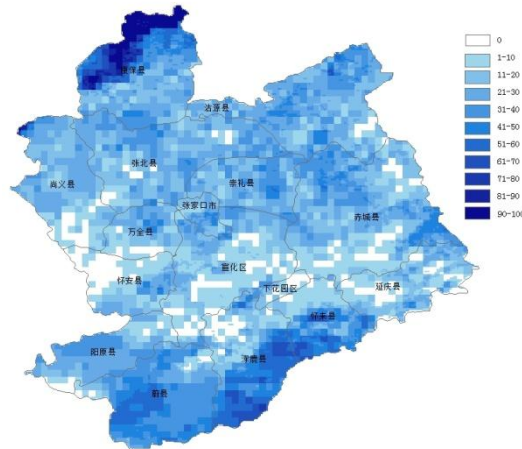 康保县
沽源县
张北县
崇礼县
尚义县
张家口市
赤城县
万全县
宣化区
怀安县
下花园区
延庆县
怀来县
阳原县
涿鹿县
蔚县
0
1-10
11-20
21-30
31-40
41-50
51-60
61-70
71-80
81-90
90-100